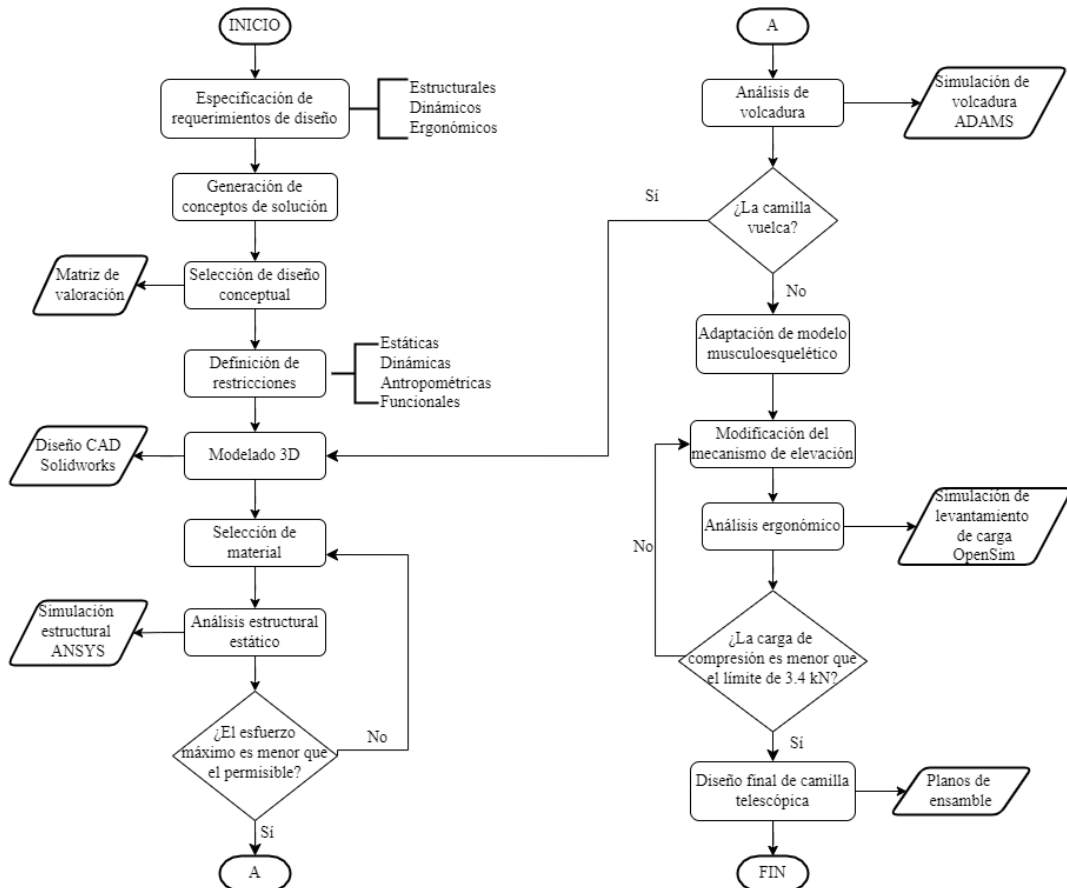 INICIO
Especificación de
requerimientos de diseño
Estructurales
Dinámicos
Ergonómicos
Generación de
conceptos de solución
Selección de diseño
conceptual
Matriz de
valoración
Definición de
restricciones
Estáticas
Dinámicas
Antropométricas
Funcionales
Modelado 3D
Diseño CAD
Solidworks
Selección de
material
Análisis estructural
estático
Simulación
estructural
ANSYS
¿El esfuerzo
máximo es menor que
el permisible?
No
Sí
A
A
Análisis de
volcadura
Simulación de
volcadura
ADAMS
¿La camilla
vuelca?
Sí
No
Adaptación de modelo
musculoesquelético
Modificación del
mecanismo de elevación
Análisis ergonómico
Simulación de
levantamiento
de carga
OpenSim
No
¿La carga de
compresión es menor que
el límite de 3.4 kN?
Sí
Diseño final de camilla
telescópica
Planos de
ensamble
FIN